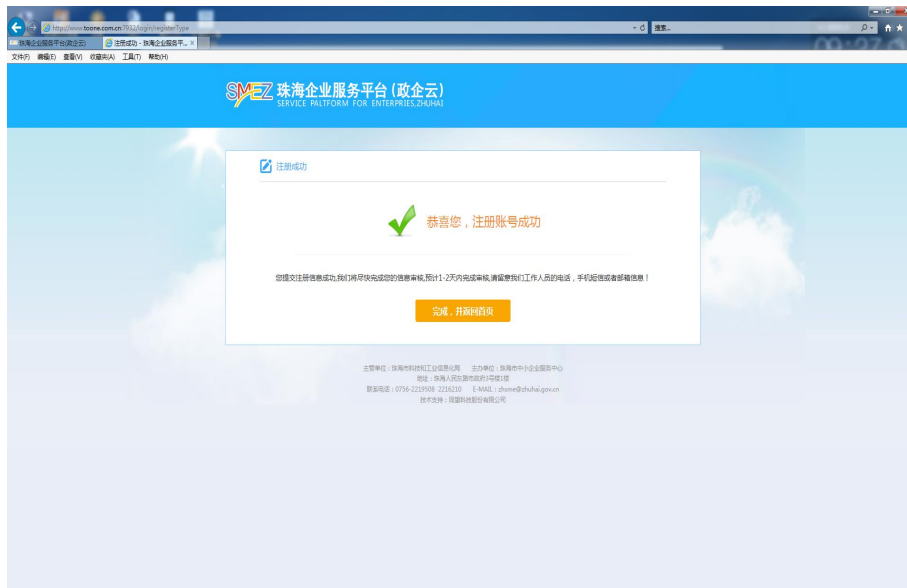 http://www.toone.com.cn:7932/login/registerType
搜索...
珠海企业服务平台(政企云)
注册成功 - 珠海企业服务平... ×
文件(F) 编辑(E) 查看(V) 收藏夹(A) 工具(T) 帮助(H)
SMEZ 珠海企业服务平台(政企云)
SERVICE PALTFORM FOR ENTERPRIES,ZHUHAI
注册成功
恭喜您，注册账号成功
您提交注册信息成功,我们将尽快完成您的信息审核,预计1-2天内完成审核,请留意我们工作人员的电话，手机短信或者邮箱信息！
完成，并返回首页
主管单位：珠海市科技和工业信息化局 主办单位：珠海市中小企业服务中心
地址：珠海人民东路市政府3号楼1楼
联系电话：0756-2219508 2216210 E-MAIL：zhsme@zhuhai.gov.cn
技术支持：同望科技股份有限公司